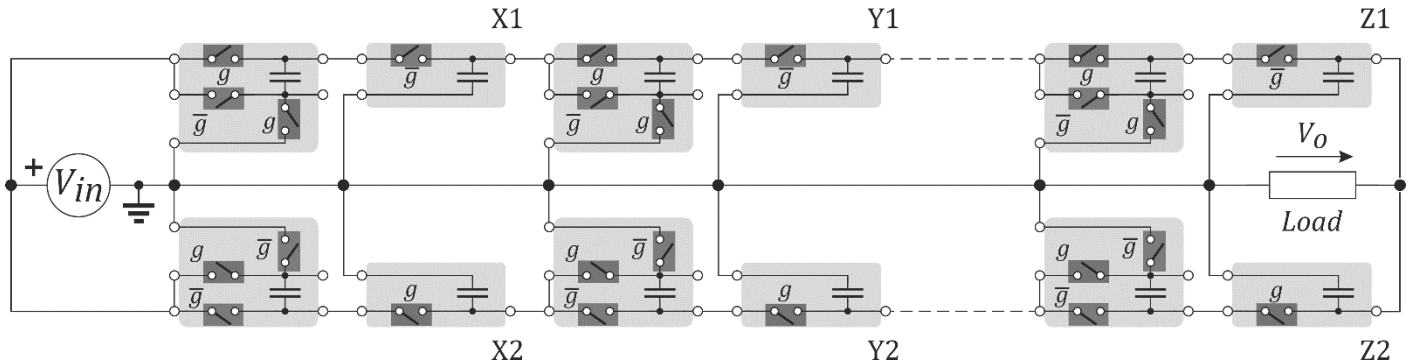 X1 Y1 Z1
g g̅ g g̅ g g̅
g̅ g g̅ g g̅ g
+ V_in V_o
Load
g g̅ g g̅ g g̅
g̅ g g̅ g g̅ g
X2 Y2 Z2